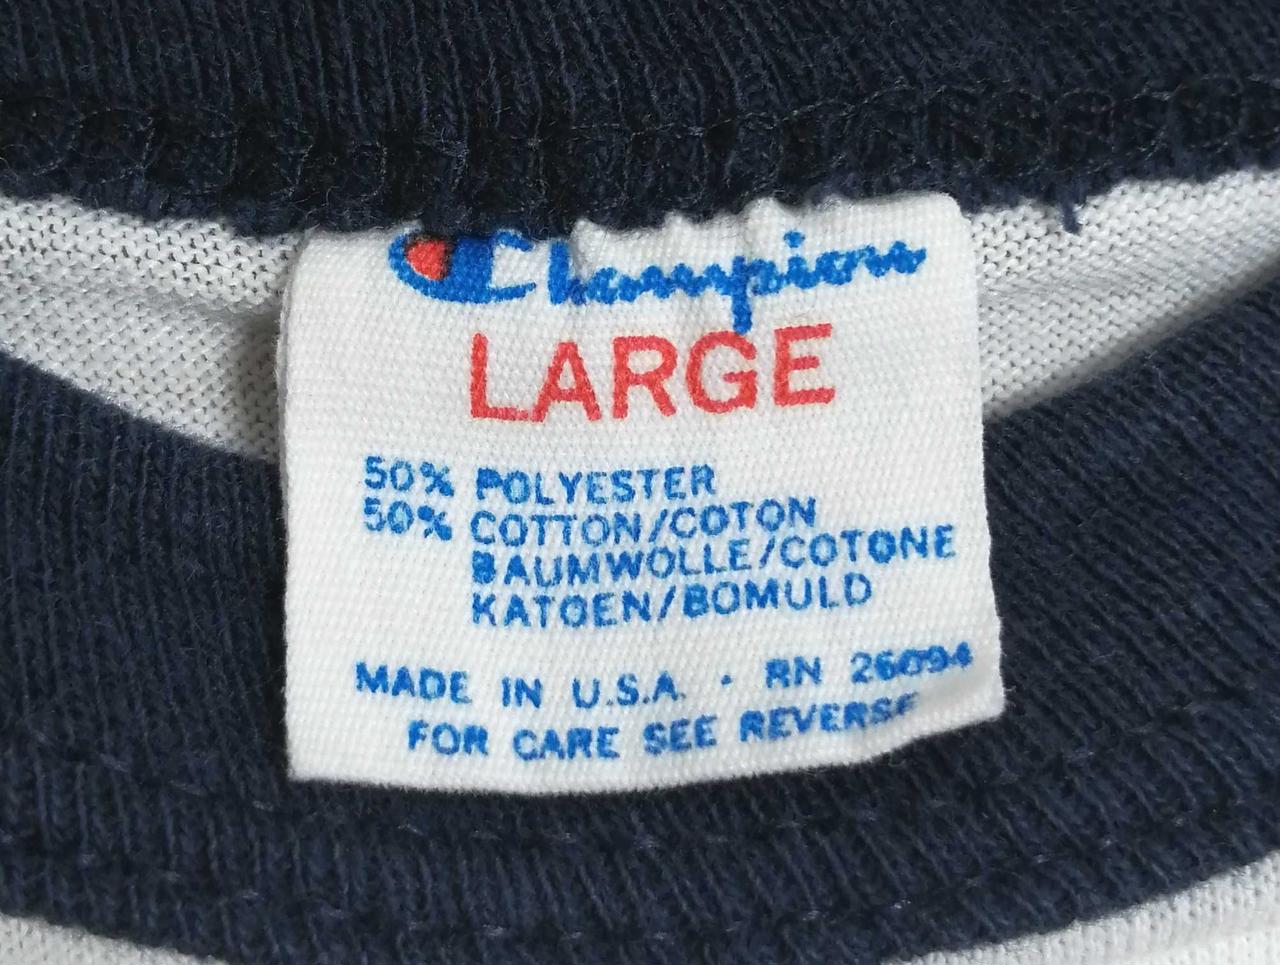 Champion
LARGE
50% POLYESTER
50% COTTON/COTON
BAUMWOLLE/COTONE
KATOEN/BOMULD
MADE IN U.S.A. · RN 26094
FOR CARE SEE REVERSE